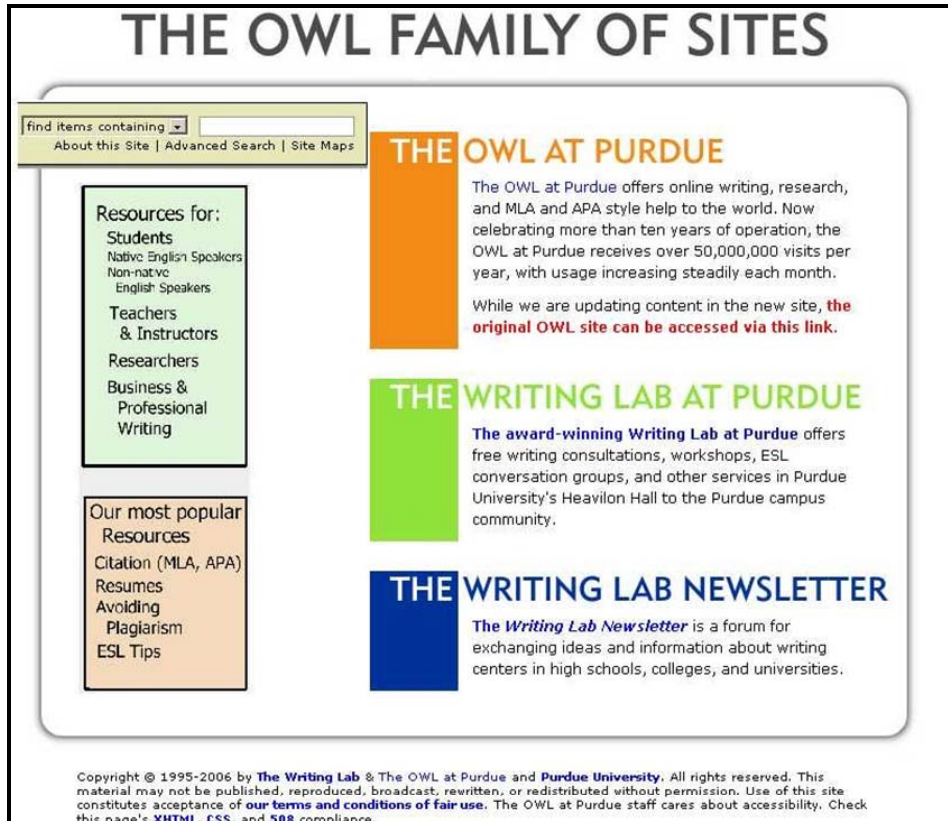 THE OWL FAMILY OF SITES
find items containing
About this Site | Advanced Search | Site Maps
Resources for:
Students
Native English Speakers
Non-native
English Speakers
Teachers
& Instructors
Researchers
Business &
Professional
Writing
Our most popular
Resources
Citation (MLA, APA)
Resumes
Avoiding
Plagiarism
ESL Tips
THE OWL AT PURDUE
The OWL at Purdue offers online writing, research,
and MLA and APA style help to the world. Now
celebrating more than ten years of operation, the
OWL at Purdue receives over 50,000,000 visits per
year, with usage increasing steadily each month.
While we are updating content in the new site, the
original OWL site can be accessed via this link.
THE WRITING LAB AT PURDUE
The award-winning Writing Lab at Purdue offers
free writing consultations, workshops, ESL
conversation groups, and other services in Purdue
University's Heavilon Hall to the Purdue campus
community.
THE WRITING LAB NEWSLETTER
The Writing Lab Newsletter is a forum for
exchanging ideas and information about writing
centers in high schools, colleges, and universities.
Copyright © 1995-2006 by The Writing Lab & The OWL at Purdue and Purdue University. All rights reserved. This
material may not be published, reproduced, broadcast, rewritten, or redistributed without permission. Use of this site
constitutes acceptance of our terms and conditions of fair use. The OWL at Purdue staff cares about accessibility. Check
this page's XHTML, CSS, and 508 compliance.